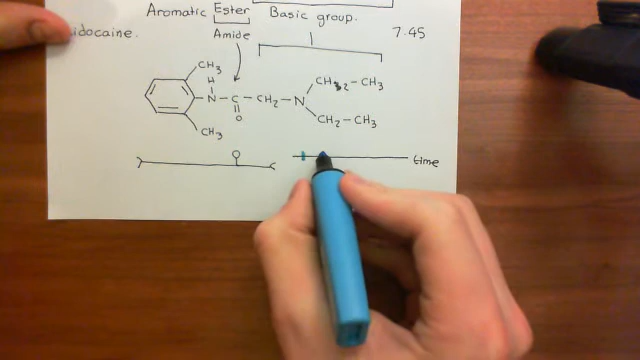 Aromatic Ester Basic group.
idocaine. Amide 7.45
CH3 CH2-CH3
H
N-C-CH2-N
O
CH3 CH2-CH3
time